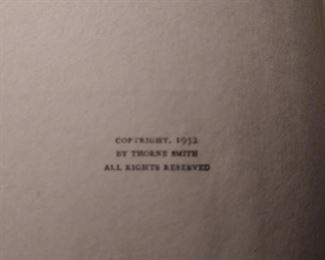 COPYRIGHT, 1932
BY THORNE SMITH
ALL RIGHTS RESERVED